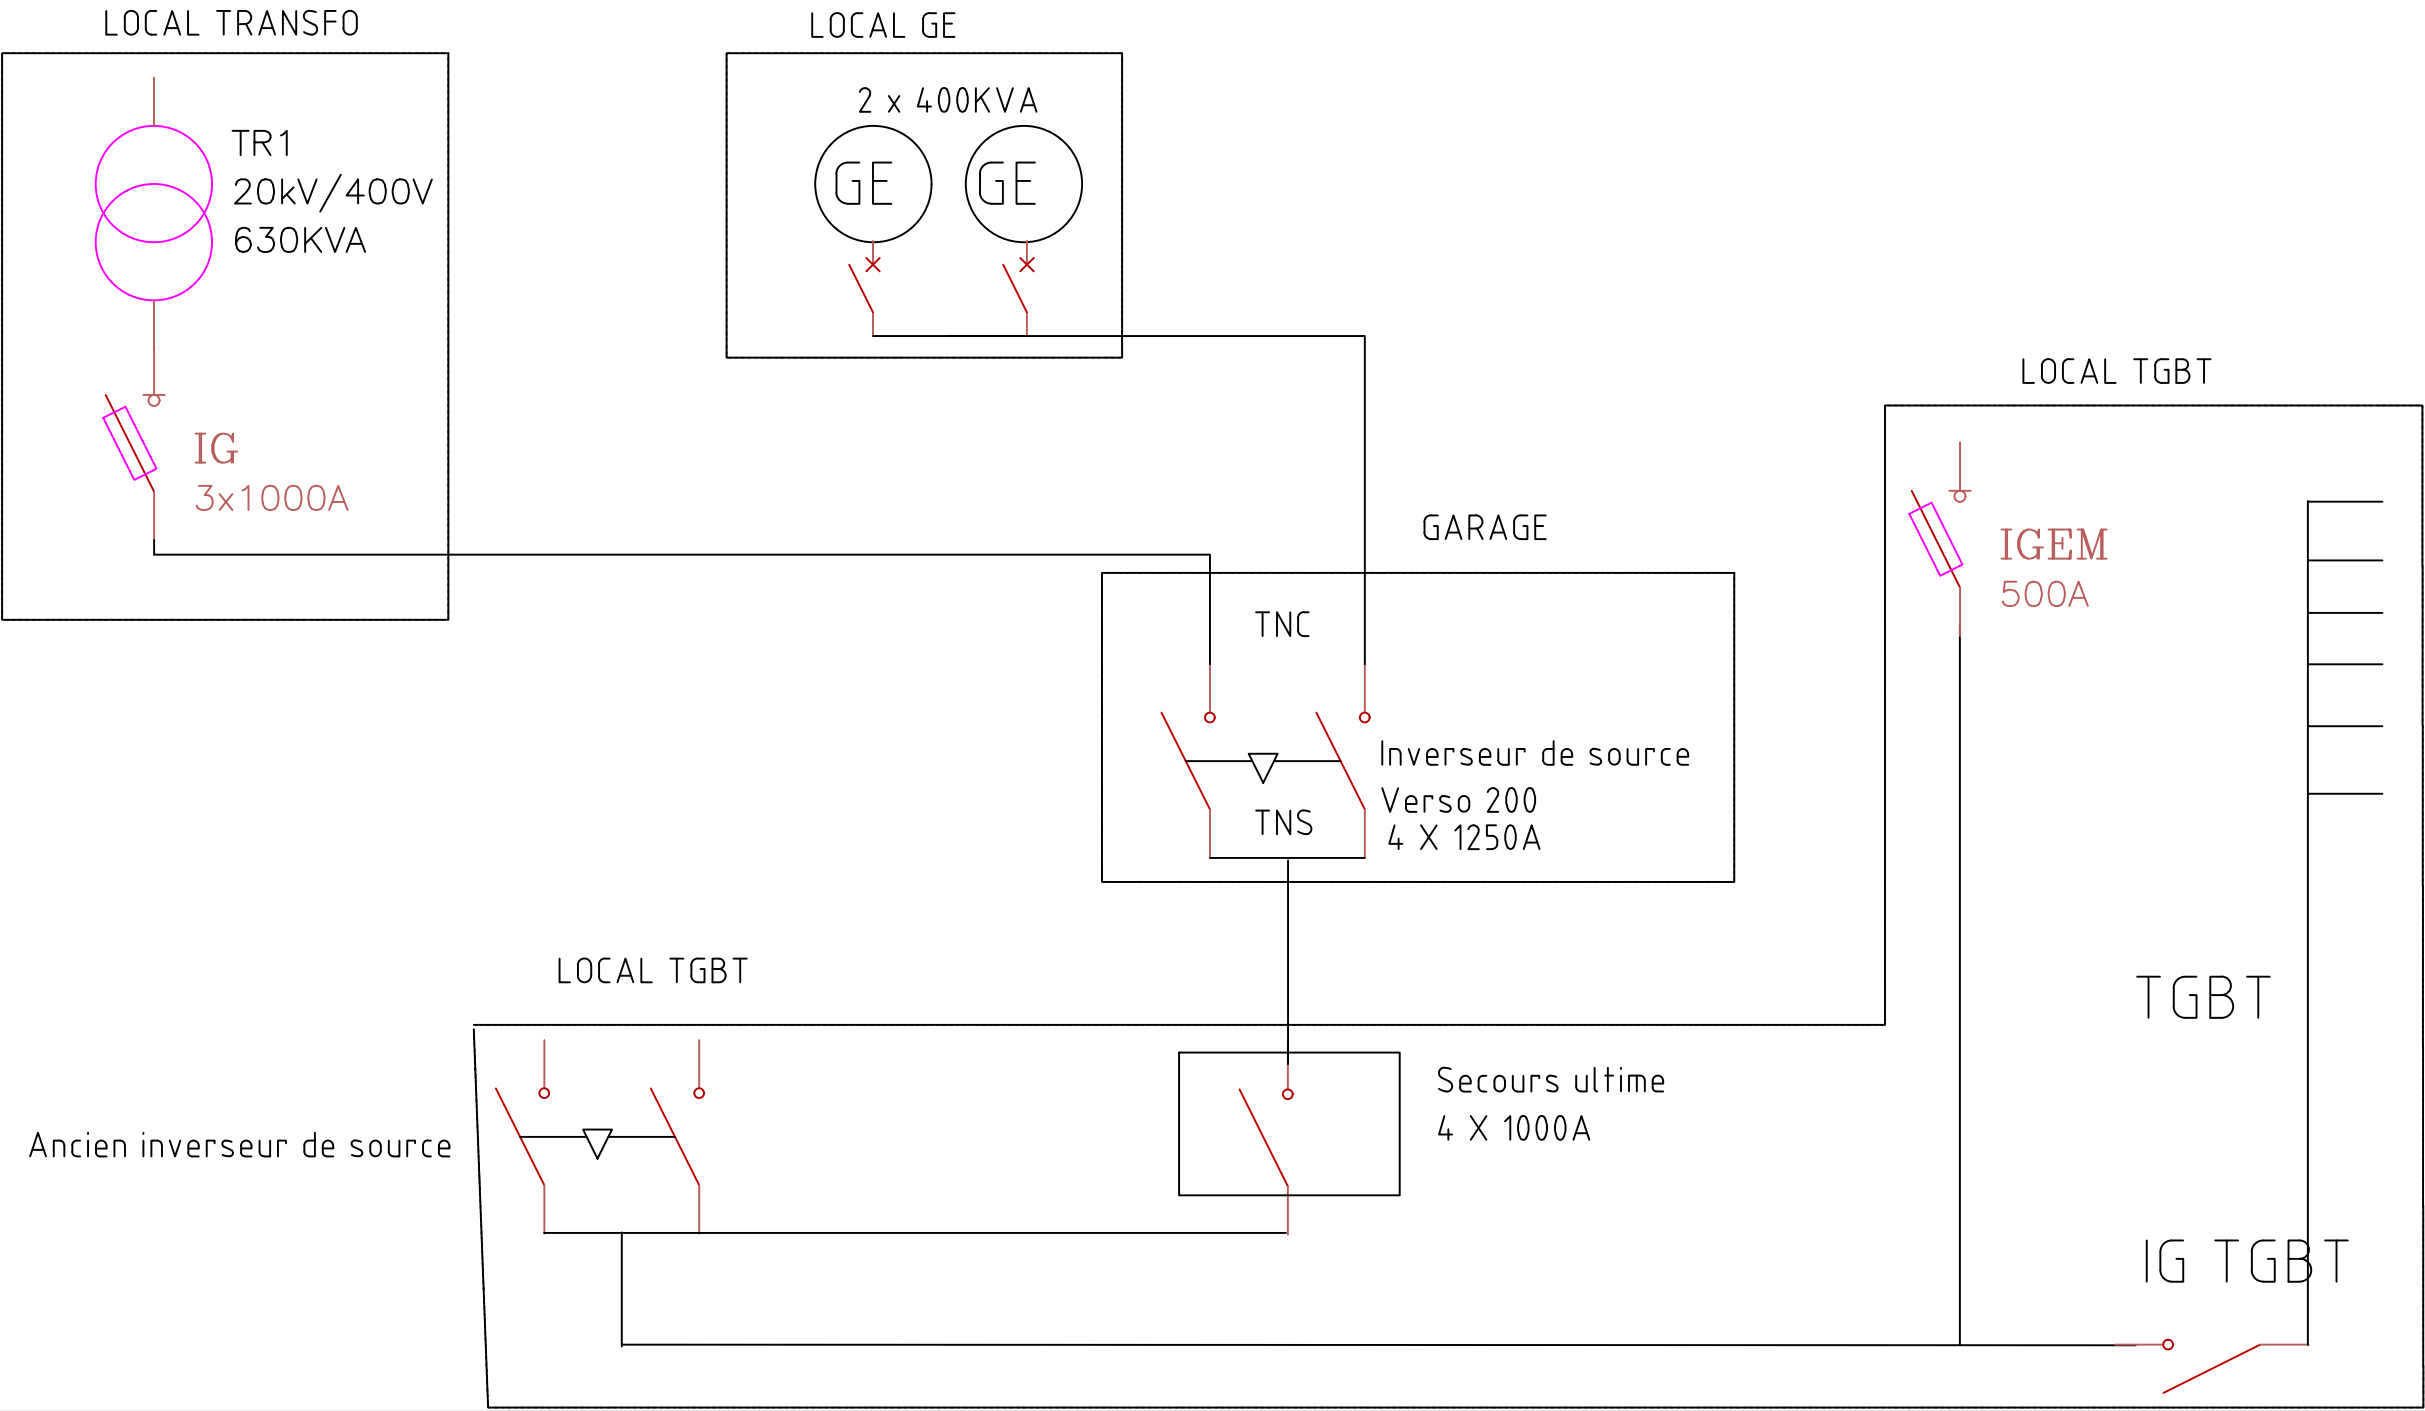 LOCAL TRANSFO
LOCAL GE
2 x 400KVA
TR1
20kV/400V
630KVA
GE
GE
IG
3x1000A
LOCAL TGBT
IGEM
500A
GARAGE
TNC
Inverseur de source
Verso 200
4 X 1250A
TNS
LOCAL TGBT
TGBT
Secours ultime
4 X 1000A
Ancien inverseur de source
IG TGBT